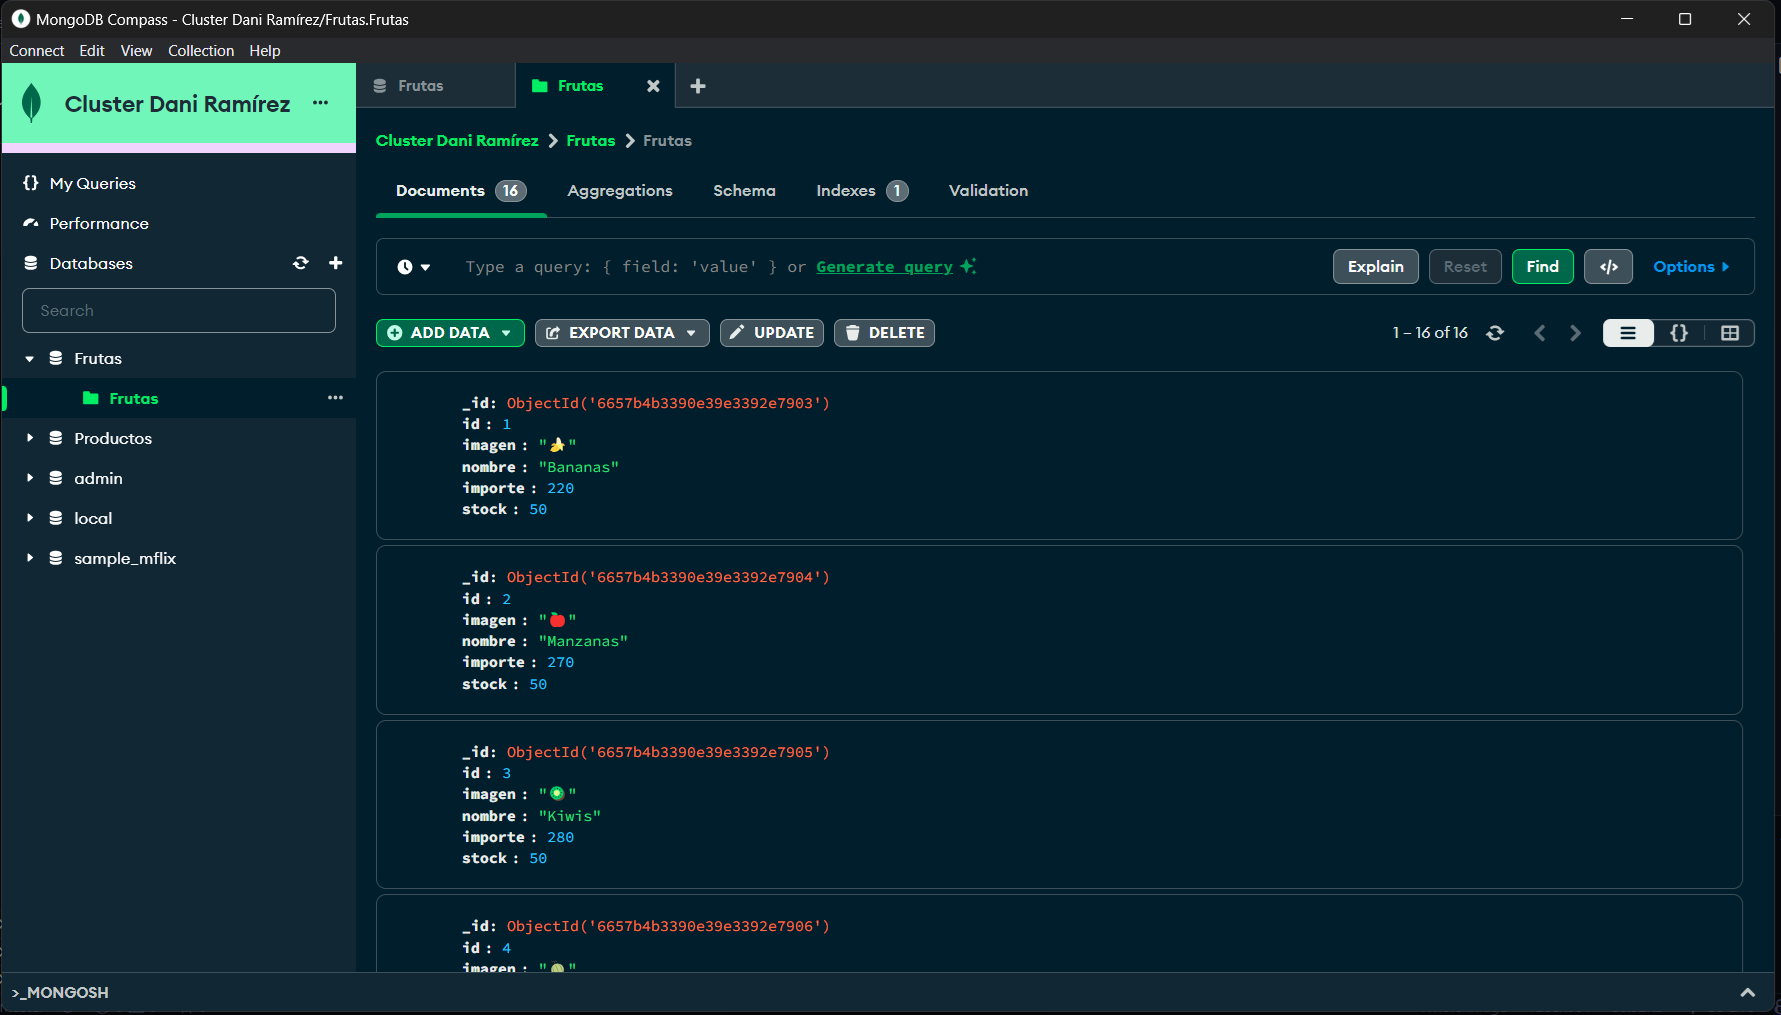 MongoDB Compass - Cluster Dani Ramírez/Frutas.Frutas
Connect Edit View Collection Help
Cluster Dani Ramírez
My Queries
Performance
Databases
Search
Frutas
Frutas
Productos
admin
local
sample_mflix
Frutas
Frutas
Cluster Dani Ramírez > Frutas > Frutas
Documents 16 Aggregations Schema Indexes 1 Validation
Type a query: { field: 'value' } or Generate query
Explain Reset Find </> Options
ADD DATA EXPORT DATA UPDATE DELETE
1 – 16 of 16 {}
_id: ObjectId('6657b4b3390e39e3392e7903')
id : 1
imagen : "🍌"
nombre : "Bananas"
importe : 220
stock : 50
_id: ObjectId('6657b4b3390e39e3392e7904')
id : 2
imagen : "🍎"
nombre : "Manzanas"
importe : 270
stock : 50
_id: ObjectId('6657b4b3390e39e3392e7905')
id : 3
imagen : "🥝"
nombre : "Kiwis"
importe : 280
stock : 50
_id: ObjectId('6657b4b3390e39e3392e7906')
id : 4
imagen : "🍈"
>_MONGOSH